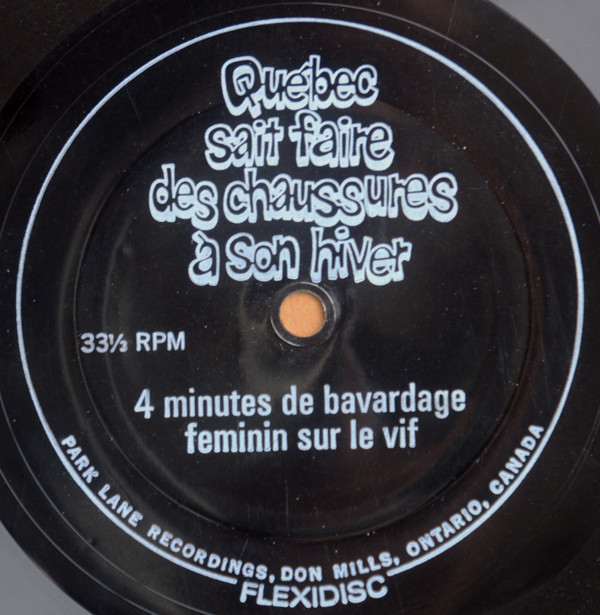 Québec
sait faire
des chaussures
à son hiver
33⅓ RPM
4 minutes de bavardage
feminin sur le vif
PARK LANE RECORDINGS, DON MILLS, ONTARIO, CANADA
FLEXIDISC